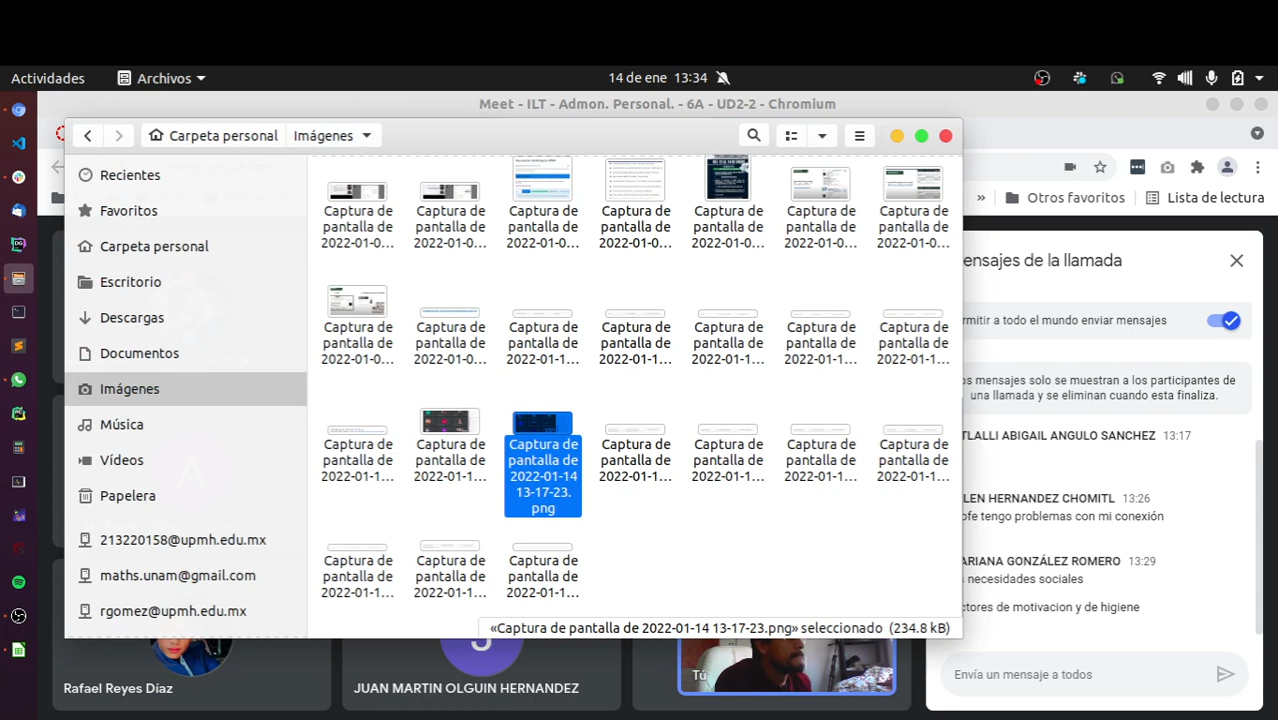 Actividades
Archivos
14 de ene 13:34
Meet - ILT - Admon. Personal. - 6A - UD2-2 - Chromium
Carpeta personal
Imágenes
»
Otros favoritos
Lista de lectura
Recientes
Favoritos
Carpeta personal
Escritorio
Descargas
Documentos
Imágenes
Música
Vídeos
Papelera
213220158@upmh.edu.mx
maths.unam@gmail.com
rgomez@upmh.edu.mx
Captura de pantalla de 2022-01-0...
Captura de pantalla de 2022-01-0...
Captura de pantalla de 2022-01-0...
Captura de pantalla de 2022-01-0...
Captura de pantalla de 2022-01-0...
Captura de pantalla de 2022-01-0...
Captura de pantalla de 2022-01-0...
Captura de pantalla de 2022-01-0...
Captura de pantalla de 2022-01-0...
Captura de pantalla de 2022-01-1...
Captura de pantalla de 2022-01-1...
Captura de pantalla de 2022-01-1...
Captura de pantalla de 2022-01-1...
Captura de pantalla de 2022-01-1...
Captura de pantalla de 2022-01-1...
Captura de pantalla de 2022-01-1...
Captura de pantalla de 2022-01-14 13-17-23.png
Captura de pantalla de 2022-01-1...
Captura de pantalla de 2022-01-1...
Captura de pantalla de 2022-01-1...
Captura de pantalla de 2022-01-1...
Captura de pantalla de 2022-01-1...
Captura de pantalla de 2022-01-1...
Captura de pantalla de 2022-01-1...
«Captura de pantalla de 2022-01-14 13-17-23.png» seleccionado (234.8 kB)
ensajes de la llamada
rmitir a todo el mundo enviar mensajes
os mensajes solo se muestran a los participantes de
una llamada y se eliminan cuando esta finaliza.
TLALLI ABIGAIL ANGULO SANCHEZ 13:17
LEN HERNANDEZ CHOMITL 13:26
ofe tengo problemas con mi conexión
ARIANA GONZÁLEZ ROMERO 13:29
s necesidades sociales
ctores de motivacion y de higiene
Envía un mensaje a todos
A
J
Rafael Reyes Díaz
JUAN MARTIN OLGUIN HERNANDEZ
Tú